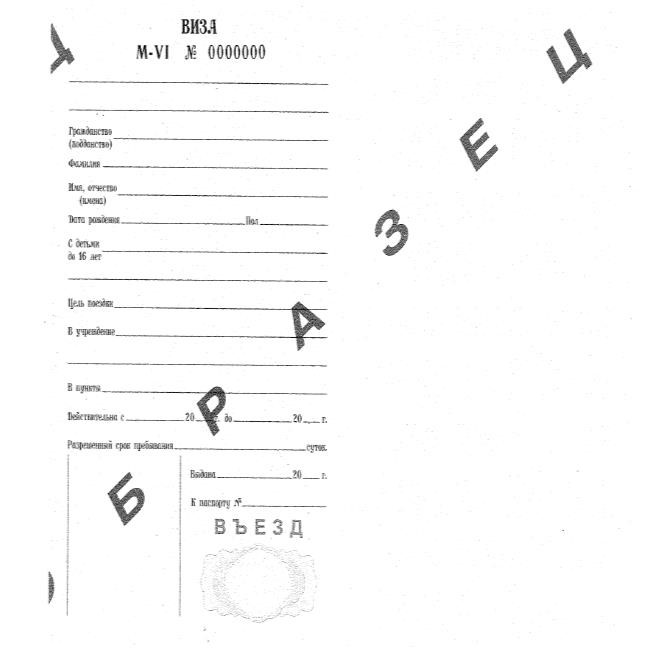 ВИЗА
М-VI № 0000000
Гражданство
(подданство)
Фамилия
Имя, отчество
(имена)
Дата рождения Пол
С детьми
до 16 лет
Цель поездки
В учреждение
В пункты
Действительна с 20 г. до 20 г.
Разрешенный срок пребывания суток.
Выдана 20 г.
К паспорту №
ВЪЕЗД
ОБРАЗЕЦ